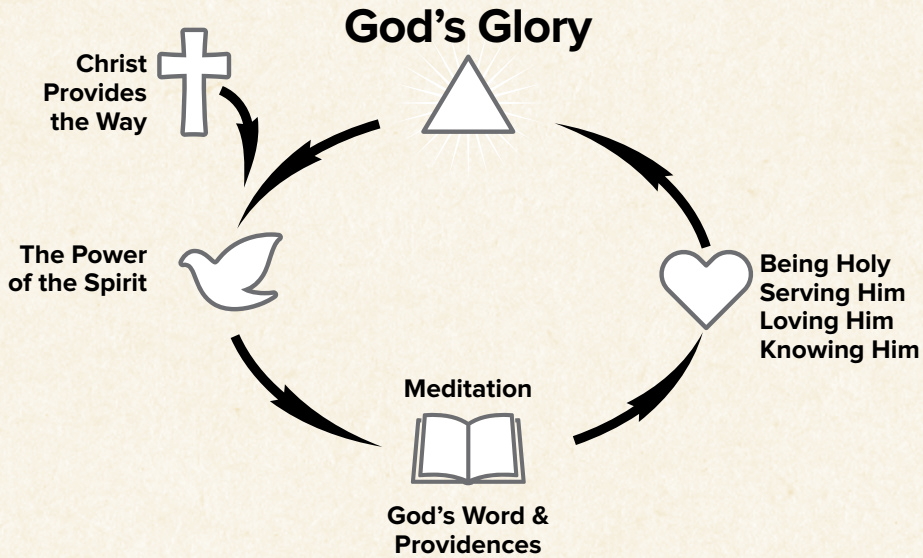 God’s Glory
Christ
Provides
the Way
The Power
of the Spirit
Being Holy
Serving Him
Loving Him
Knowing Him
Meditation
God’s Word &
Providences